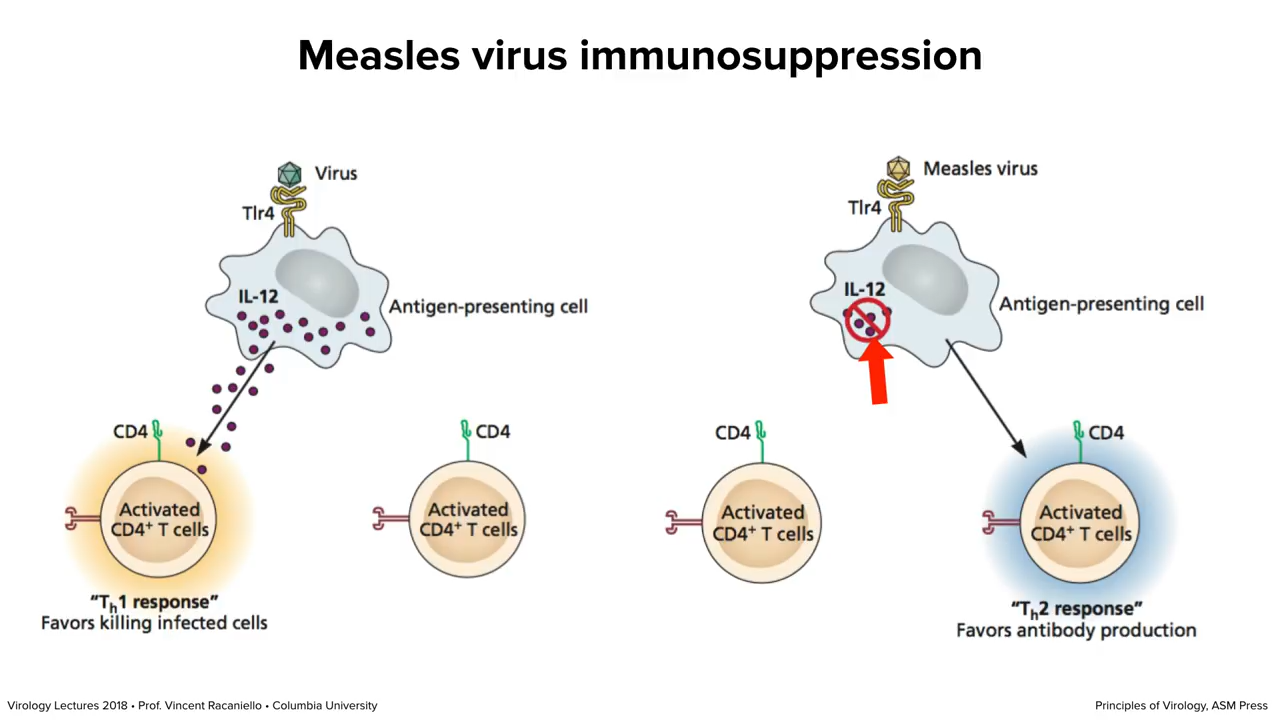 Measles virus immunosuppression
Virus
Tlr4
IL-12
Antigen-presenting cell
CD4
Activated
CD4⁺ T cells
"Tₕ1 response"
Favors killing infected cells
CD4
Activated
CD4⁺ T cells
Measles virus
Tlr4
IL-12
Antigen-presenting cell
CD4
Activated
CD4⁺ T cells
CD4
Activated
CD4⁺ T cells
"Tₕ2 response"
Favors antibody production
Virology Lectures 2018 • Prof. Vincent Racaniello • Columbia University
Principles of Virology, ASM Press